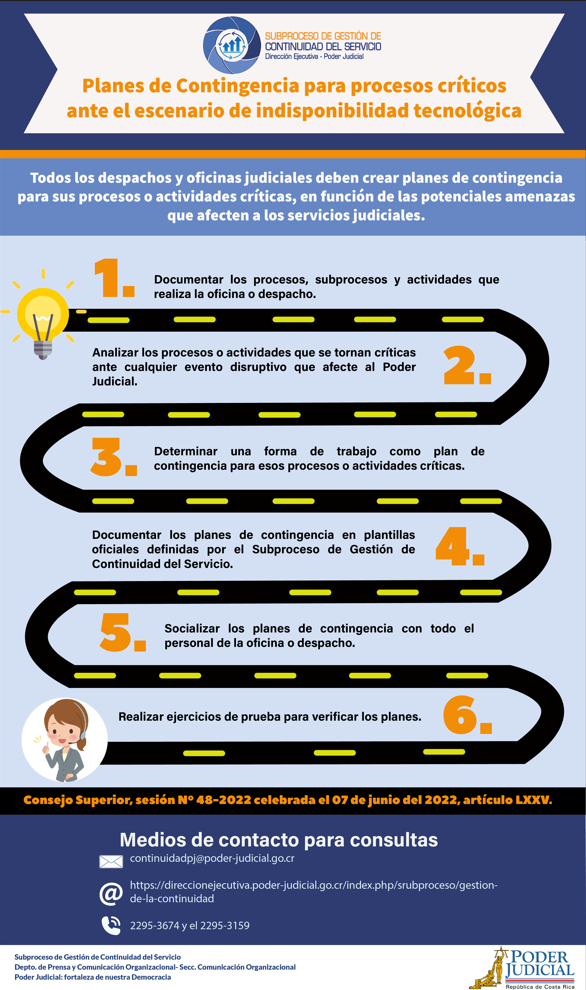 SUBPROCESO DE GESTIÓN DE
CONTINUIDAD DEL SERVICIO
Dirección Ejecutiva - Poder Judicial
Planes de Contingencia para procesos críticos
ante el escenario de indisponibilidad tecnológica
Todos los despachos y oficinas judiciales deben crear planes de contingencia
para sus procesos o actividades críticas, en función de las potenciales amenazas
que afecten a los servicios judiciales.
1.
Documentar los procesos, subprocesos y actividades que
realiza la oficina o despacho.
Analizar los procesos o actividades que se tornan críticas
ante cualquier evento disruptivo que afecte al Poder
Judicial.
2.
3.
Determinar una forma de trabajo como plan de
contingencia para esos procesos o actividades críticas.
Documentar los planes de contingencia en plantillas
oficiales definidas por el Subproceso de Gestión de
Continuidad del Servicio.
4.
5.
Socializar los planes de contingencia con todo el
personal de la oficina o despacho.
Realizar ejercicios de prueba para verificar los planes.
6.
Consejo Superior, sesión Nº 48-2022 celebrada el 07 de junio del 2022, artículo LXXV.
Medios de contacto para consultas
continuidadpj@poder-judicial.go.cr
@
https://direccionejecutiva.poder-judicial.go.cr/index.php/srubproceso/gestion-
de-la-continuidad
2295-3674 y el 2295-3159
Subproceso de Gestión de Continuidad del Servicio
Depto. de Prensa y Comunicación Organizacional- Secc. Comunicación Organizacional
Poder Judicial: fortaleza de nuestra Democracia
PODER
JUDICIAL
República de Costa Rica